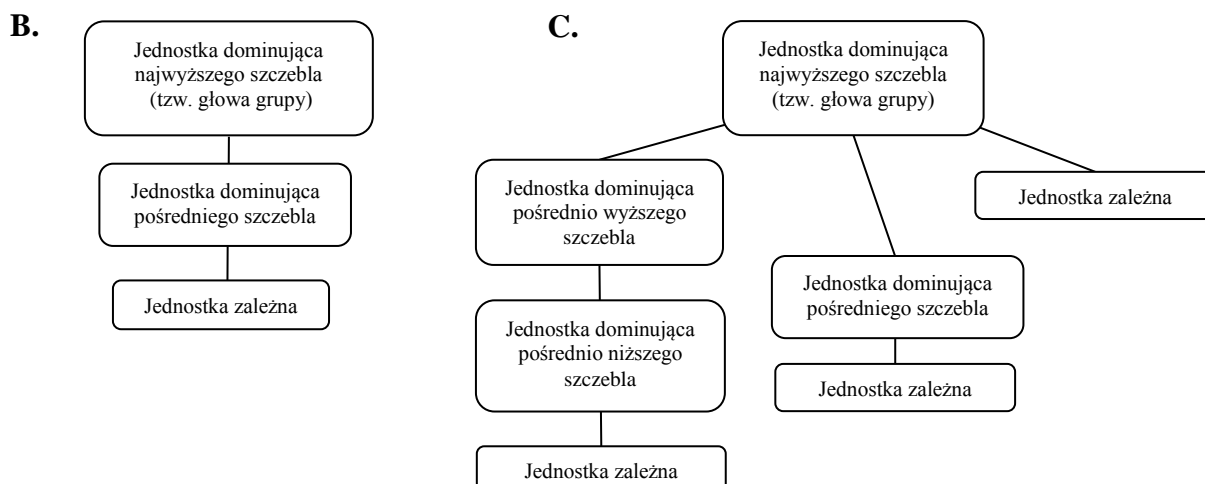 B.
Jednostka dominująca
najwyższego szczebla
(tzw. głowa grupy)
Jednostka dominująca
pośredniego szczebla
Jednostka zależna
C.
Jednostka dominująca
najwyższego szczebla
(tzw. głowa grupy)
Jednostka dominująca
pośrednio wyższego
szczebla
Jednostka dominująca
pośrednio niższego
szczebla
Jednostka zależna
Jednostka dominująca
pośredniego szczebla
Jednostka zależna
Jednostka zależna